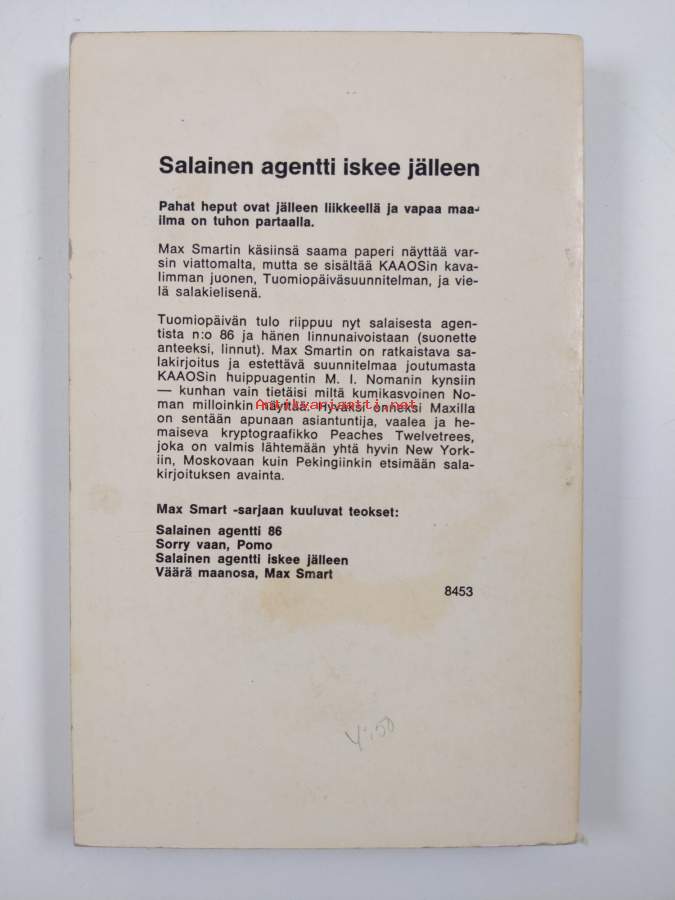 Salainen agentti iskee jälleen
Pahat heput ovat jälleen liikkeellä ja vapaa maa-
ilma on tuhon partaalla.
Max Smartin käsiinsä saama paperi näyttää var-
sin viattomalta, mutta se sisältää KAAOSin kava-
limman juonen, Tuomiopäiväsuunnitelman, ja vie-
lä salakielisenä.
Tuomiopäivän tulo riippuu nyt salaisesta agen-
tista n:o 86 ja hänen linnunaivoistaan (suonette
anteeksi, linnut). Max Smartin on ratkaistava sa-
lakirjoitus ja estettävä suunnitelmaa joutumasta
KAAOSin huippuagentin M. I. Nomanin kynsiin
— kunhan vain tietäisi miltä kumikasvoinen No-
man milloinkin näyttää. Hyväksi onneksi Maxilla
Antikvariaatti.net
on sentään apunaan asiantuntija, vaalea ja he-
maiseva kryptograafikko Peaches Twelvetrees,
joka on valmis lähtemään yhtä hyvin New York-
iin, Moskovaan kuin Pekingiinkin etsimään sala-
kirjoituksen avainta.
Max Smart -sarjaan kuuluvat teokset:
Salainen agentti 86
Sorry vaan, Pomo
Salainen agentti iskee jälleen
Väärä maanosa, Max Smart
8453
4:50